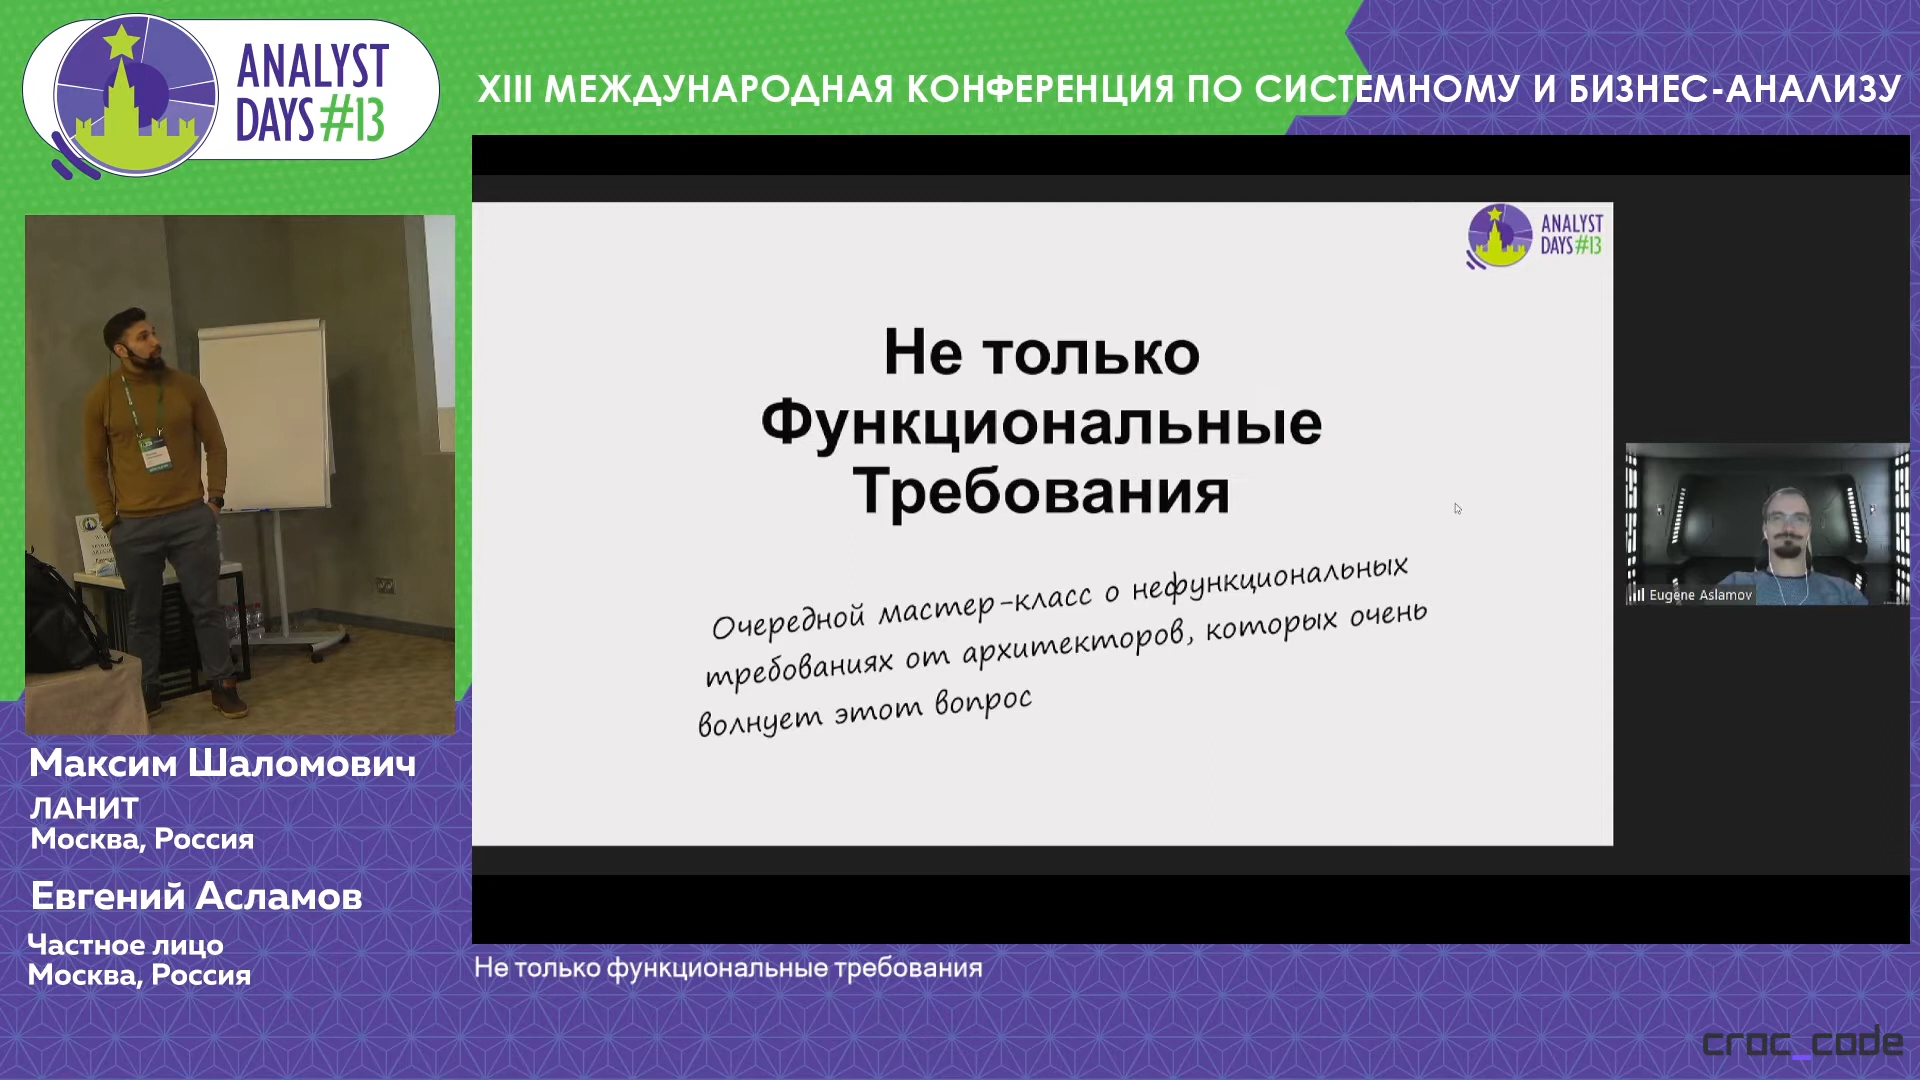 ANALYST
DAYS #13
XIII МЕЖДУНАРОДНАЯ КОНФЕРЕНЦИЯ ПО СИСТЕМНОМУ И БИЗНЕС-АНАЛИЗУ
ANALYST
DAYS #13
Не только
Функциональные
Требования
Очередной мастер-класс о нефункциональных
требованиях от архитекторов, которых очень
волнует этот вопрос
Eugene Aslamov
Максим Шаломович
ЛАНИТ
Москва, Россия
Евгений Асламов
Частное лицо
Москва, Россия
Не только функциональные требования
croc_code